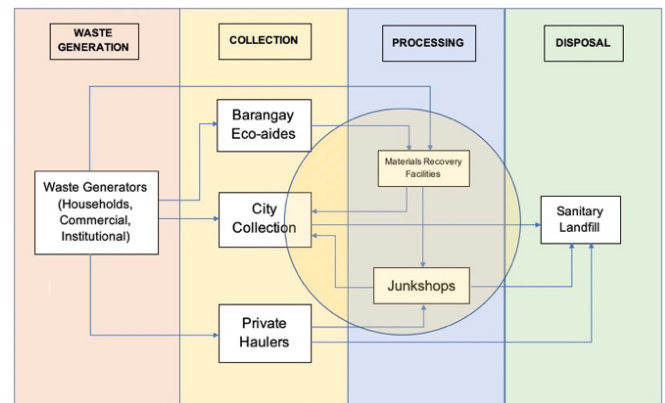 WASTE
GENERATION
COLLECTION
PROCESSING
DISPOSAL
Barangay
Eco-aides
Materials Recovery
Facilities
Waste Generators
(Households,
Commercial,
Institutional)
City
Collection
Sanitary
Landfill
Junkshops
Private
Haulers